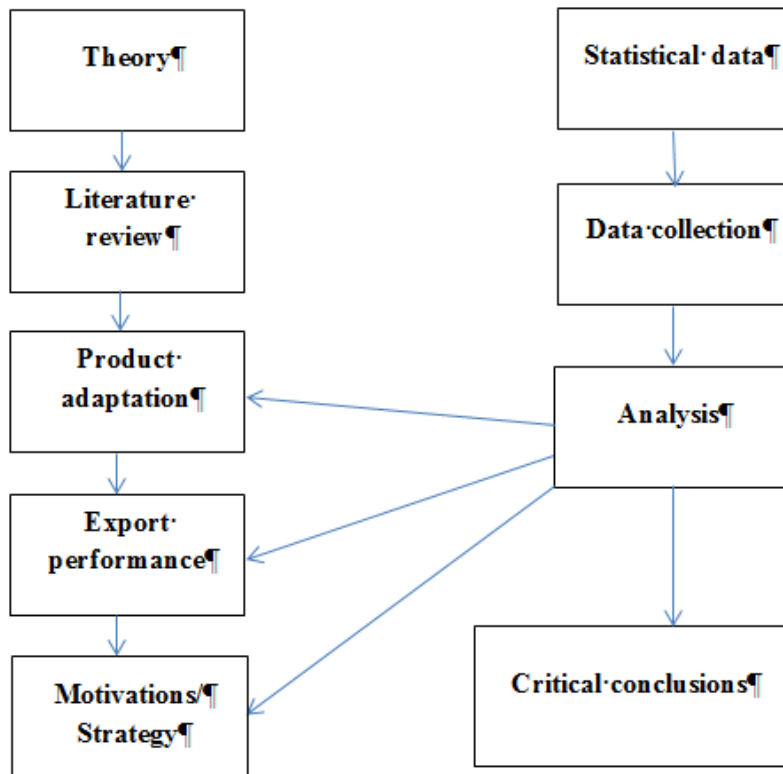 Theory¶
Literature·
review¶
Product·
adaptation¶
Export·
performance¶
Motivations/¶
Strategy¶
Statistical· data¶
Data·collection¶
Analysis¶
Critical·conclusions¶